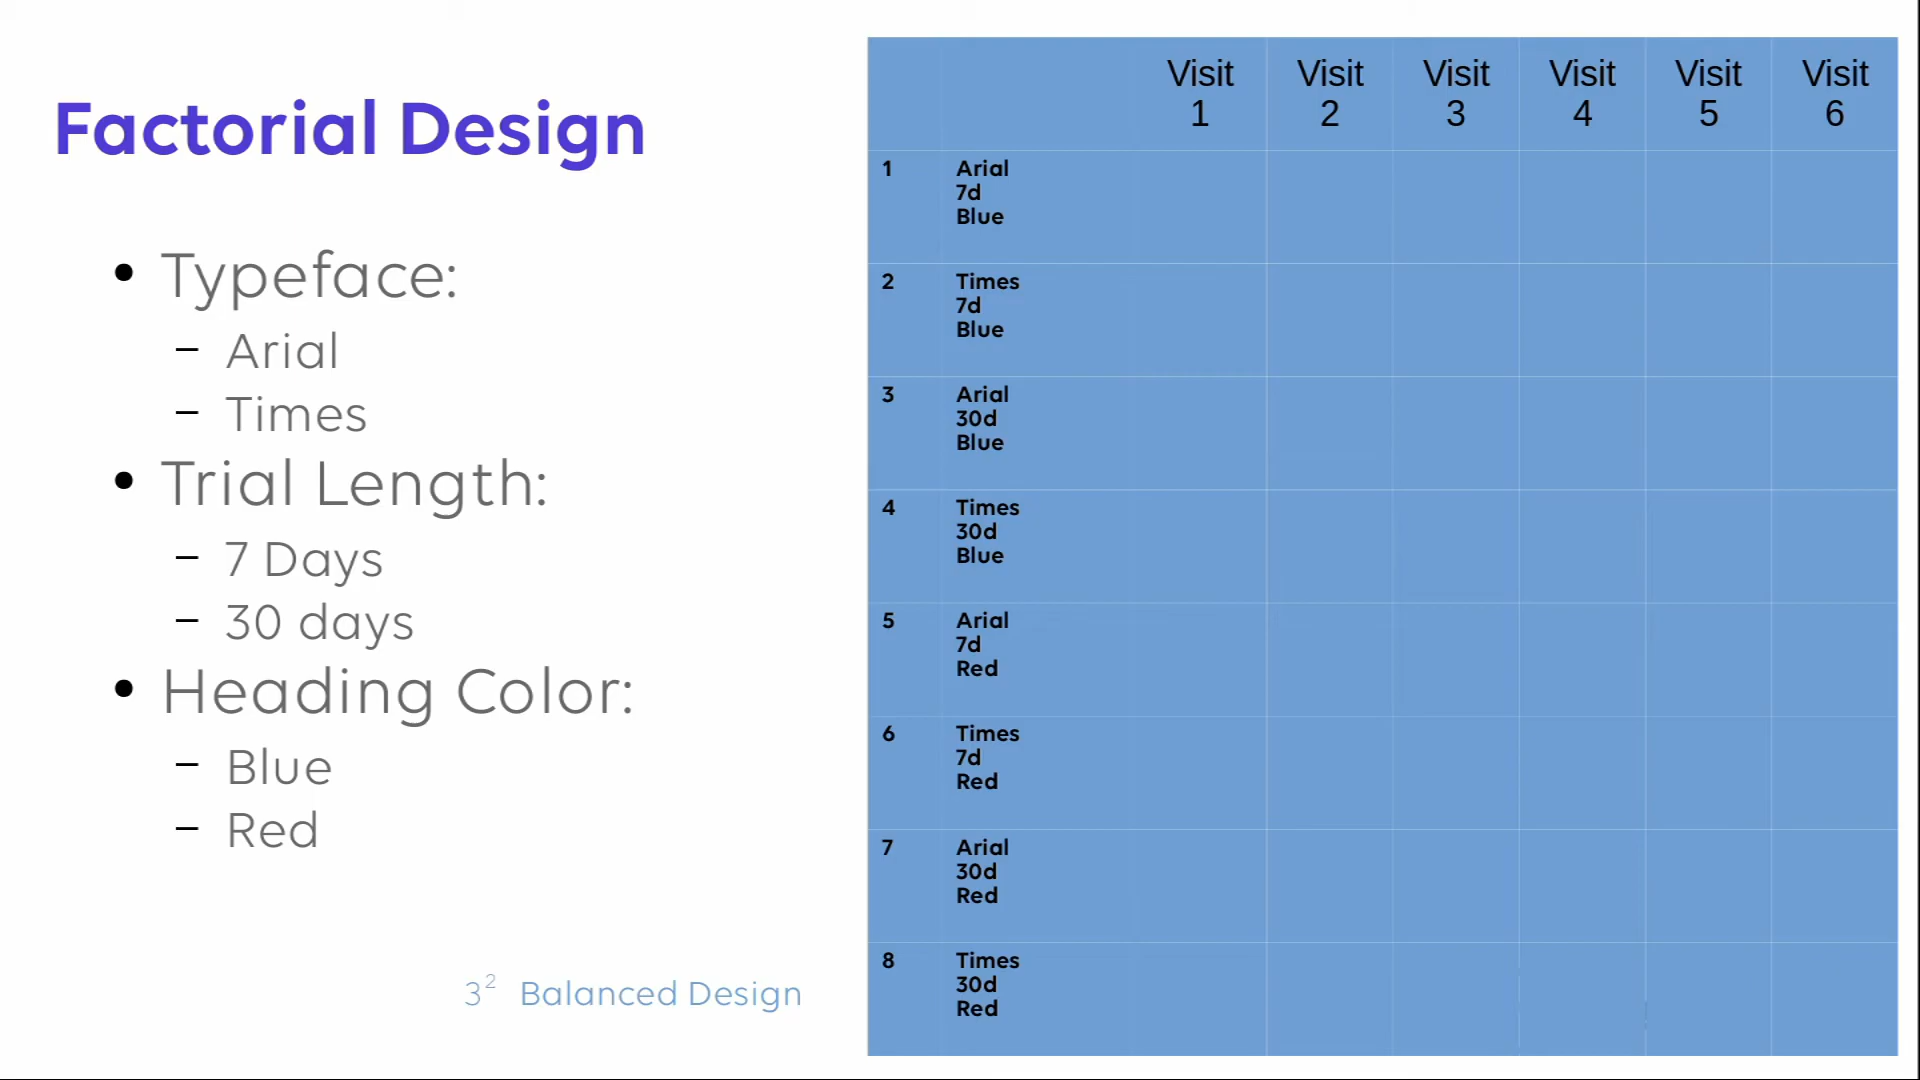 Factorial Design
• Typeface:
– Arial
– Times
• Trial Length:
– 7 Days
– 30 days
• Heading Color:
– Blue
– Red
3² Balanced Design
Visit 1 Visit 2 Visit 3 Visit 4 Visit 5 Visit 6
1 Arial
7d
Blue
2 Times
7d
Blue
3 Arial
30d
Blue
4 Times
30d
Blue
5 Arial
7d
Red
6 Times
7d
Red
7 Arial
30d
Red
8 Times
30d
Red